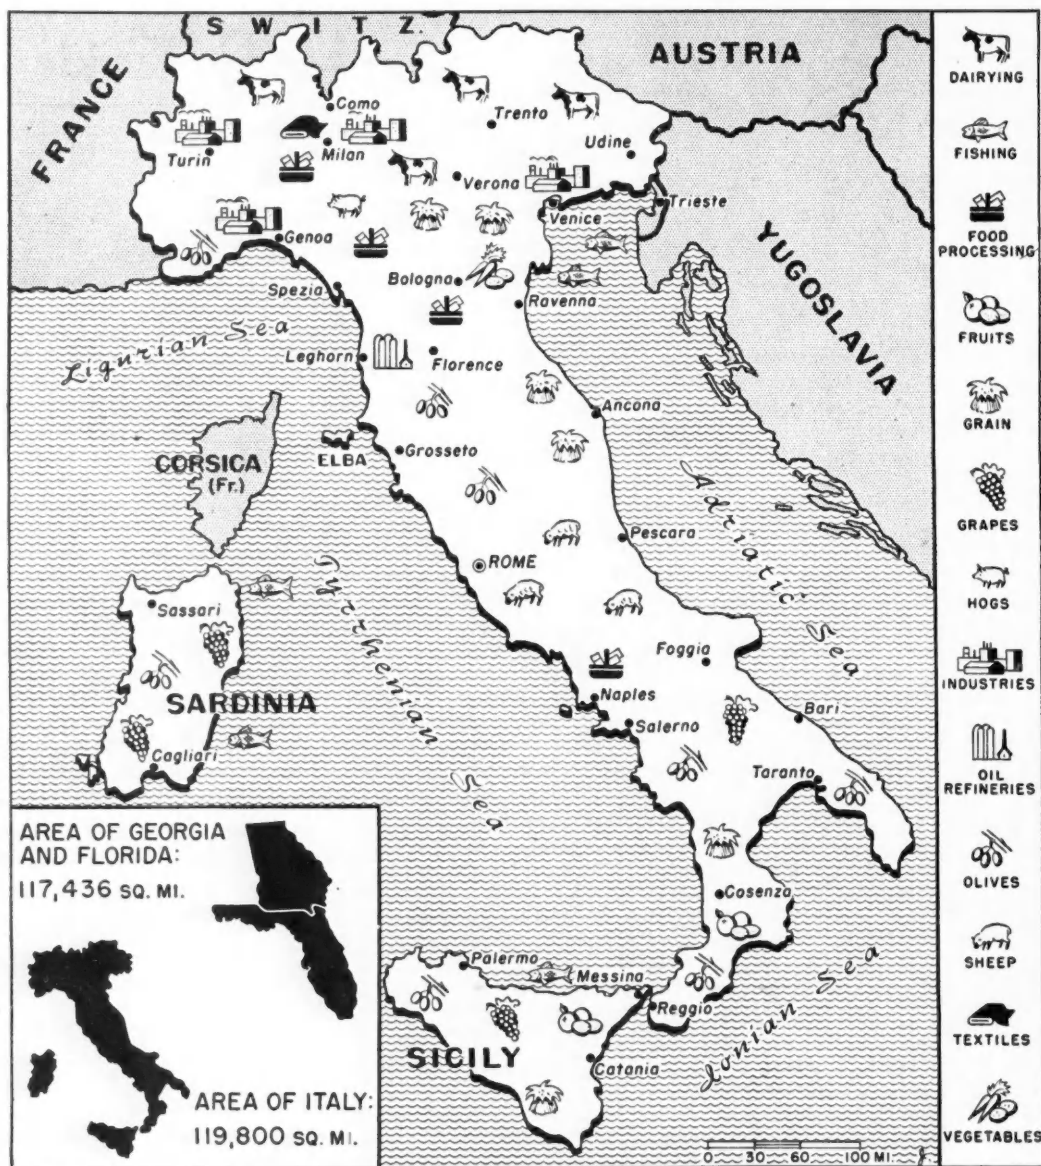 SWITZ.
AUSTRIA
FRANCE
YUGOSLAVIA
Como
Trento
Udine
Turin
Milan
Verona
Venice
Trieste
Genoa
Bologna
Spezia
Ravenna
Ligurian Sea
Leghorn
Florence
Ancona
CORSICA
(Fr.)
ELBA
Grosseto
Adriatic Sea
Pescara
ROME
Tyrrhenian Sea
Sassari
Foggia
SARDINIA
Naples
Bari
Salerno
Cagliari
Taranto
Cosenza
Palermo
Messina
Reggio
Ionian Sea
SICILY
Catania
0 30 60 100 MI.
AREA OF GEORGIA
AND FLORIDA:
117,436 SQ. MI.
AREA OF ITALY:
119,800 SQ. MI.
DAIRYING
FISHING
FOOD
PROCESSING
FRUITS
GRAIN
GRAPES
HOGS
INDUSTRIES
OIL
REFINERIES
OLIVES
SHEEP
TEXTILES
VEGETABLES